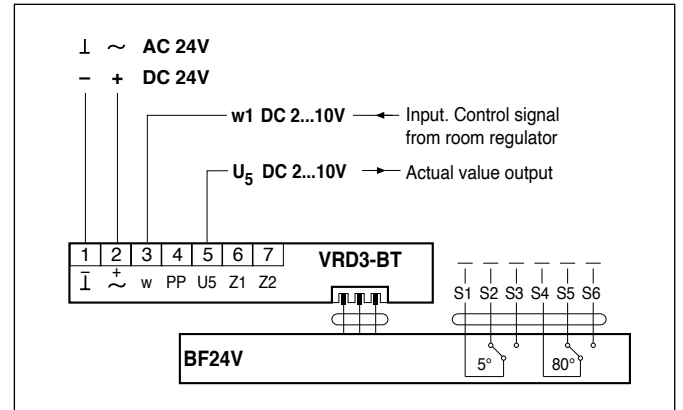 ⊥ ~ AC 24V
– + DC 24V
w1 DC 2...10V Input. Control signal
from room regulator
U5 DC 2...10V Actual value output
1 2 3 4 5 6 7 VRD3-BT
⊥ – ~ + w PP U5 Z1 Z2
S1 S2 S3 S4 S5 S6
BF24V 5° 80°